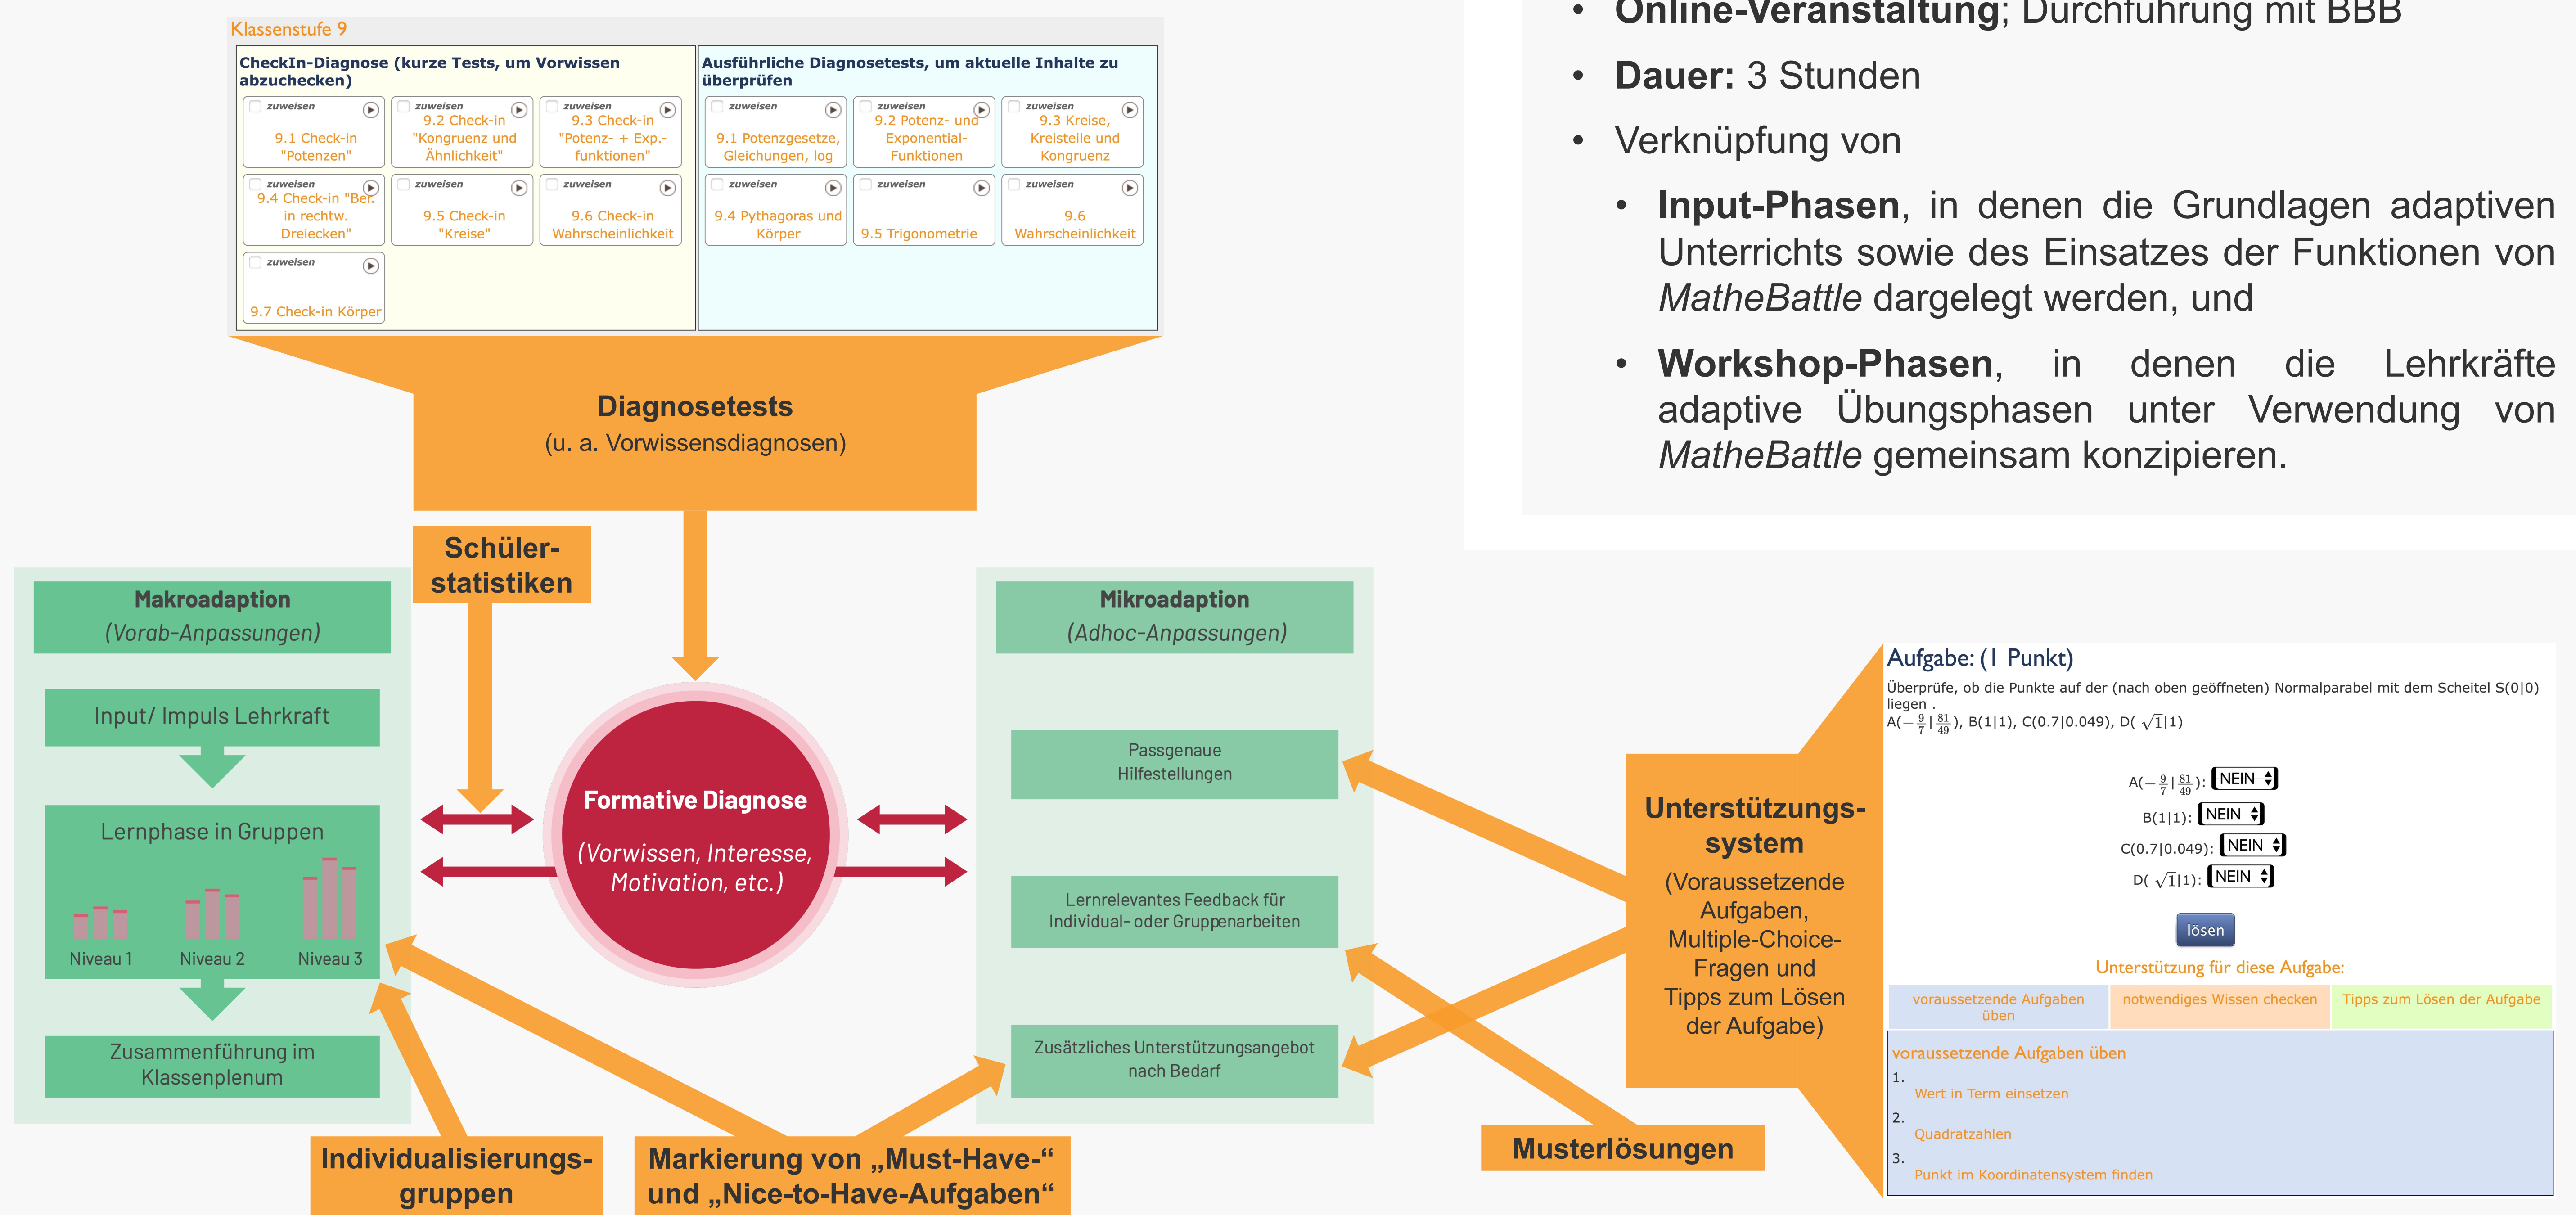 Klassenstufe 9
CheckIn-Diagnose (kurze Tests, um Vorwissen
abzuchecken)
zuweisen
9.1 Check-in
"Potenzen"
zuweisen
9.2 Check-in
"Kongruenz und
Ähnlichkeit"
zuweisen
9.3 Check-in
"Potenz- + Exp.-
funktionen"
zuweisen
9.4 Check-in "Ber.
in rechtw.
Dreiecken"
zuweisen
9.5 Check-in
"Kreise"
zuweisen
9.6 Check-in
Wahrscheinlichkeit
zuweisen
9.7 Check-in Körper
Ausführliche Diagnosetests, um aktuelle Inhalte zu
überprüfen
zuweisen
9.1 Potenzgesetze,
Gleichungen, log
zuweisen
9.2 Potenz- und
Exponential-
Funktionen
zuweisen
9.3 Kreise,
Kreisteile und
Kongruenz
zuweisen
9.4 Pythagoras und
Körper
zuweisen
9.5 Trigonometrie
zuweisen
9.6
Wahrscheinlichkeit
Diagnosetests
(u. a. Vorwissensdiagnosen)
• Online-Veranstaltung; Durchführung mit BBB
• Dauer: 3 Stunden
• Verknüpfung von
• Input-Phasen, in denen die Grundlagen adaptiven
Unterrichts sowie des Einsatzes der Funktionen von
MatheBattle dargelegt werden, und
• Workshop-Phasen, in denen die Lehrkräfte
adaptive Übungsphasen unter Verwendung von
MatheBattle gemeinsam konzipieren.
Schüler-
statistiken
Makroadaption
(Vorab-Anpassungen)
Input/ Impuls Lehrkraft
Lernphase in Gruppen
Niveau 1 Niveau 2 Niveau 3
Zusammenführung im
Klassenplenum
Formative Diagnose
(Vorwissen, Interesse,
Motivation, etc.)
Mikroadaption
(Adhoc-Anpassungen)
Passgenaue
Hilfestellungen
Lernrelevantes Feedback für
Individual- oder Gruppenarbeiten
Zusätzliches Unterstützungsangebot
nach Bedarf
Individualisierungs-
gruppen
Markierung von „Must-Have-“
und „Nice-to-Have-Aufgaben“
Musterlösungen
Unterstützungs-
system
(Voraussetzende
Aufgaben,
Multiple-Choice-
Fragen und
Tipps zum Lösen
der Aufgabe)
Aufgabe: (1 Punkt)
Überprüfe, ob die Punkte auf der (nach oben geöffneten) Normalparabel mit dem Scheitel S(0|0)
liegen .
A(−9/7|81/49), B(1|1), C(0.7|0.049), D( √1|1)
A(−9/7|81/49): NEIN
B(1|1): NEIN
C(0.7|0.049): NEIN
D( √1|1): NEIN
lösen
Unterstützung für diese Aufgabe:
voraussetzende Aufgaben
üben
notwendiges Wissen checken
Tipps zum Lösen der Aufgabe
voraussetzende Aufgaben üben
1.
Wert in Term einsetzen
2.
Quadratzahlen
3.
Punkt im Koordinatensystem finden